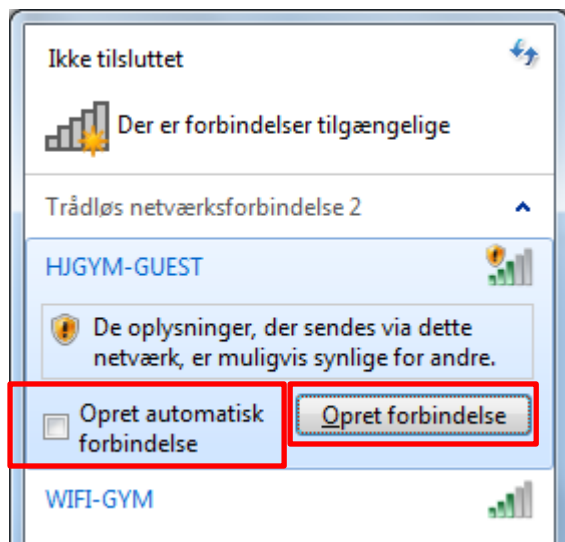 Ikke tilsluttet
Der er forbindelser tilgængelige
Trådløs netværksforbindelse 2
HJGYM-GUEST
De oplysninger, der sendes via dette
netværk, er muligvis synlige for andre.
Opret automatisk
forbindelse
Opret forbindelse
WIFI-GYM